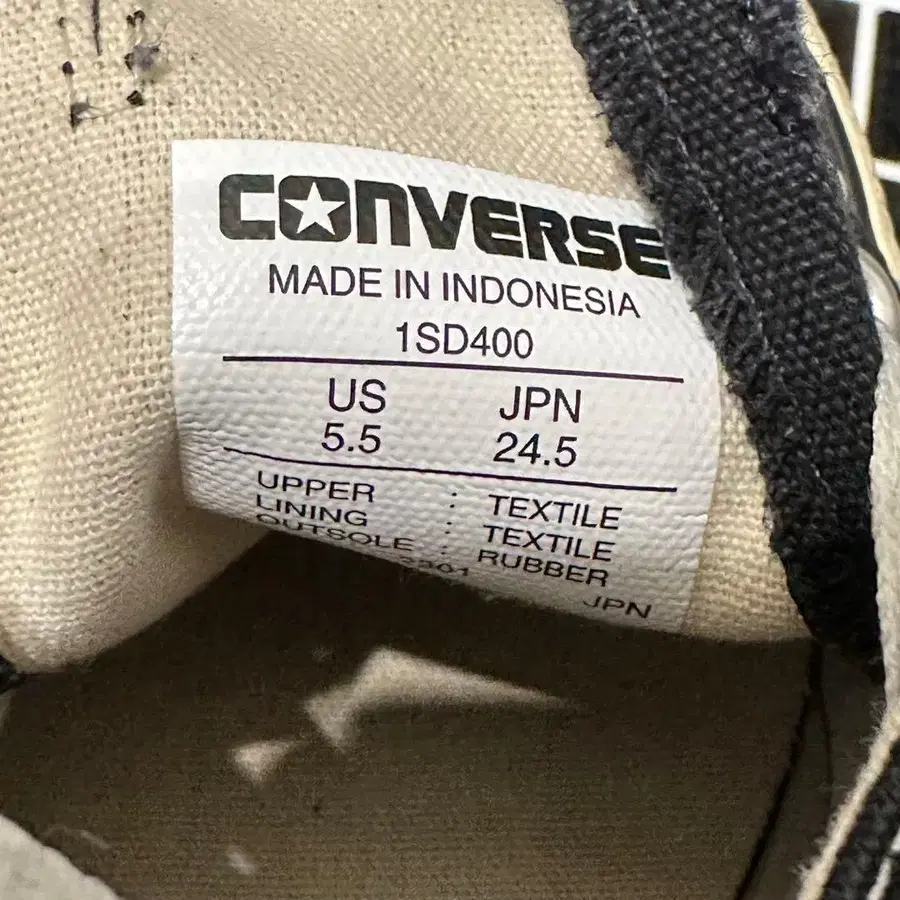 CONVERSE
MADE IN INDONESIA
1SD400
US JPN
5.5 24.5
UPPER : TEXTILE
LINING : TEXTILE
OUTSOLE : RUBBER
JPN